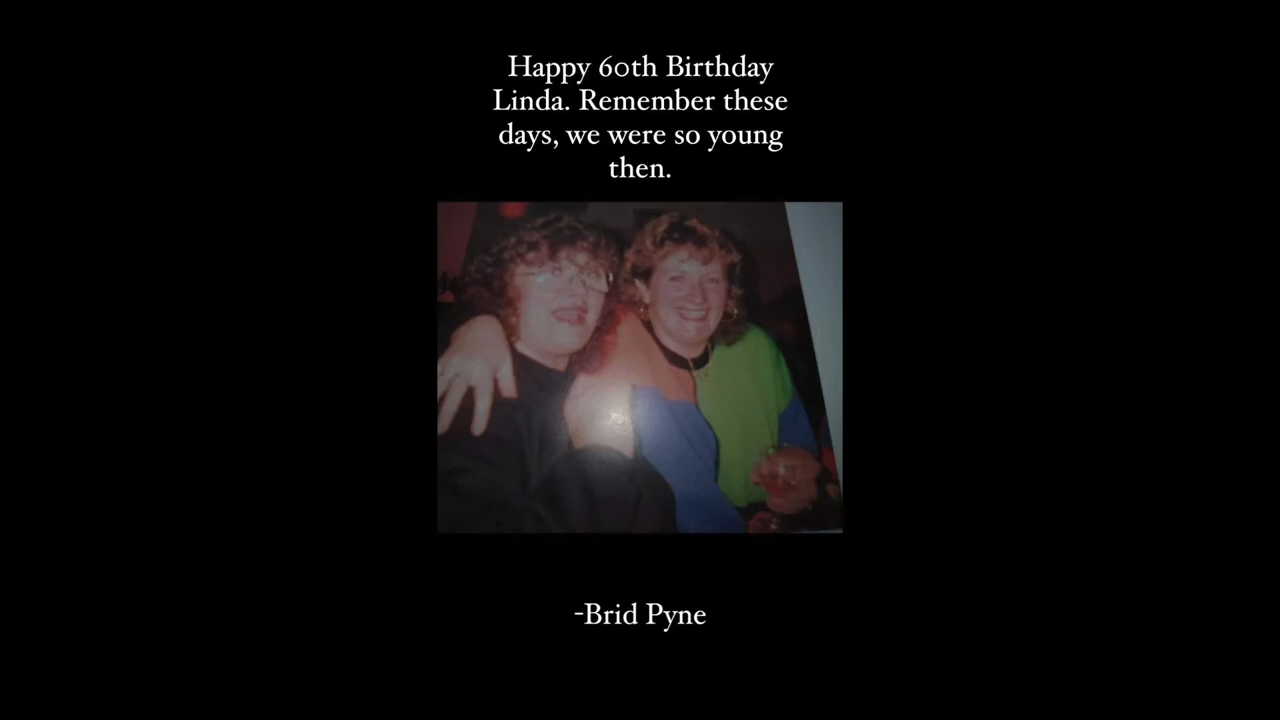 Happy 60th Birthday
Linda. Remember these
days, we were so young
then.
-Brid Pyne